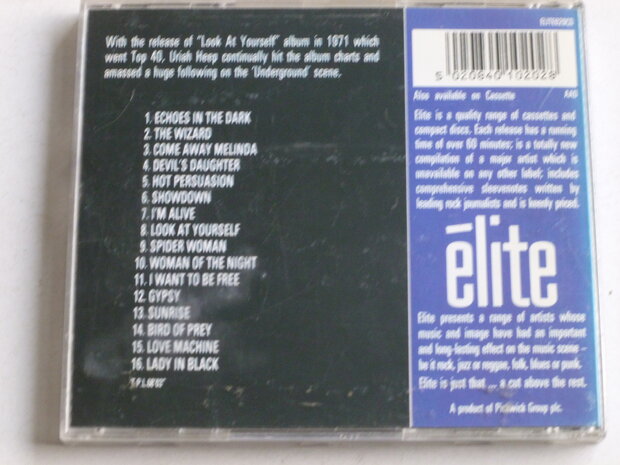 With the release of "Look At Yourself" album in 1971 which
went Top 40, Uriah Heep continually hit the album charts and
amassed a huge following on the 'Underground' scene.
1. ECHOES IN THE DARK
2. THE WIZARD
3. COME AWAY MELINDA
4. DEVIL'S DAUGHTER
5. HOT PERSUASION
6. SHOWDOWN
7. I'M ALIVE
8. LOOK AT YOURSELF
9. SPIDER WOMAN
10. WOMAN OF THE NIGHT
11. I WANT TO BE FREE
12. GYPSY
13. SUNRISE
14. BIRD OF PREY
15. LOVE MACHINE
16. LADY IN BLACK
ELITE020CD
5 020840 102028
Also available on Cassette
Elite is a quality range of cassettes and
compact discs. Each release has a running
time of over 60 minutes; is a totally new
compilation of a major artist which is
unavailable on any other label; includes
comprehensive sleevenotes written by
leading rock journalists and is keenly priced.
élite
Elite presents a range of artists whose
music and image have had an important
and long-lasting effect on the music scene –
be it rock, jazz or reggae, folk, blues or punk.
Elite is just that ... a cut above the rest.
A product of Pickwick Group plc.